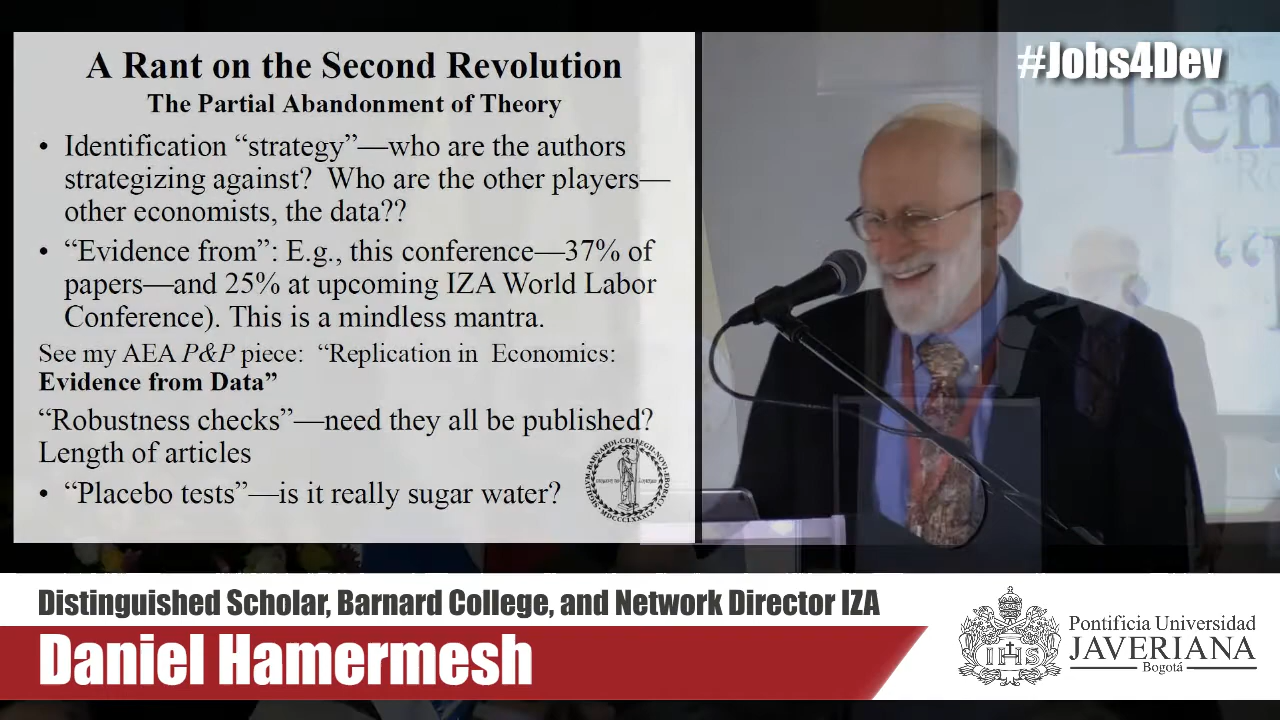 A Rant on the Second Revolution
The Partial Abandonment of Theory
• Identification “strategy”—who are the authors
strategizing against?  Who are the other players—
other economists, the data??
• “Evidence from”: E.g., this conference—37% of
papers—and 25% at upcoming IZA World Labor
Conference). This is a mindless mantra.
See my AEA P&P piece:  “Replication in  Economics:
Evidence from Data”
“Robustness checks”—need they all be published?
Length of articles
• “Placebo tests”—is it really sugar water?
#Jobs4Dev
Len
Distinguished Scholar, Barnard College, and Network Director IZA
Daniel Hamermesh
IHS
Pontificia Universidad
JAVERIANA
Bogotá